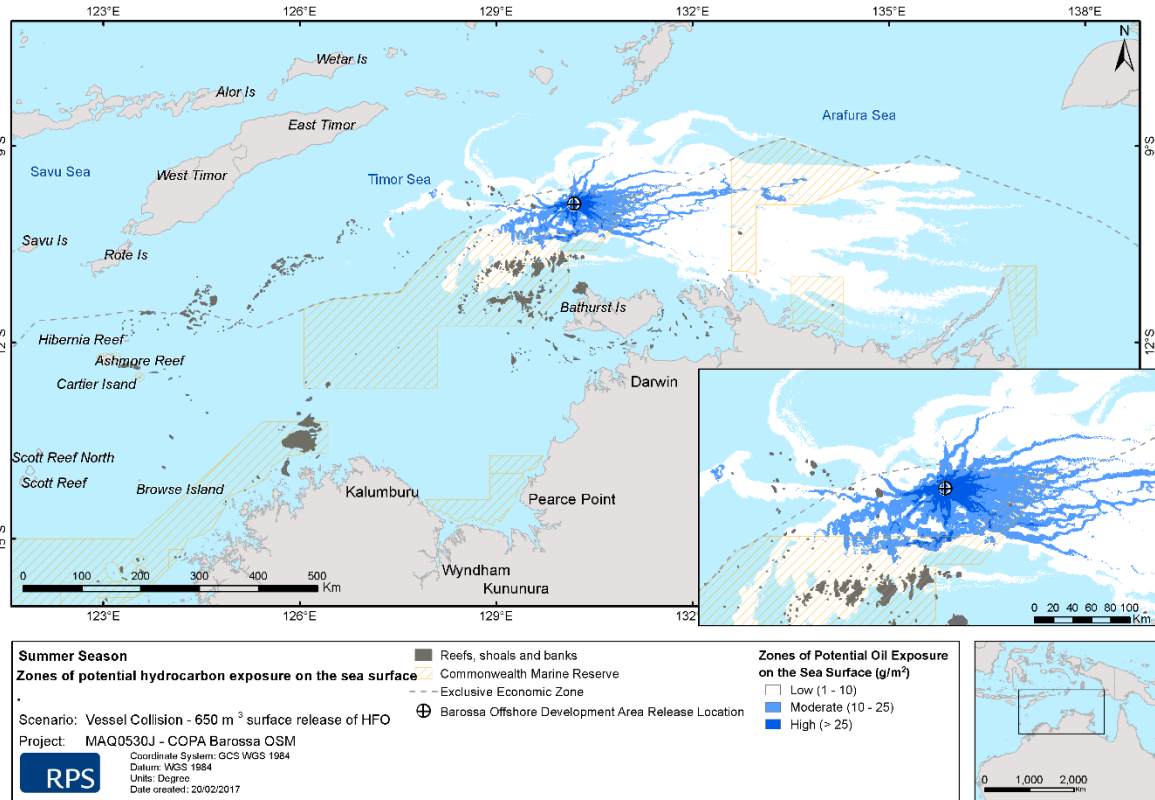 123°E 126°E 129°E 132°E 135°E 138°E
N
Wetar Is
Alor Is
Arafura Sea
East Timor
9°S 9°S
Savu Sea
West Timor
Timor Sea
Savu Is
Rote Is
Bathurst Is
Hibernia Reef
12°S
Ashmore Reef
Cartier Isand
Darwin
Scott Reef North
Scott Reef
Browse Island
Kalumburu
Pearce Point
15°S
Wyndham
Kununura
0 100 200 300 400 500
Km
0 20 40 60 80 100
Km
123°E 126°E 129°E 132°E
Summer Season
Zones of potential hydrocarbon exposure on the sea surface
.
Scenario: Vessel Collision - 650 m ³ surface release of HFO
Project: MAQ0530J - COPA Barossa OSM
RPS
Coordinate System: GCS WGS 1984
Datum: WGS 1984
Units: Degree
Date created: 20/02/2017
Reefs, shoals and banks
Commonwealth Marine Reserve
Exclusive Economic Zone
Barossa Offshore Development Area Release Location
Zones of Potential Oil Exposure
on the Sea Surface (g/m²)
Low (1 - 10)
Moderate (10 - 25)
High (> 25)
0 1,000 2,000
Km